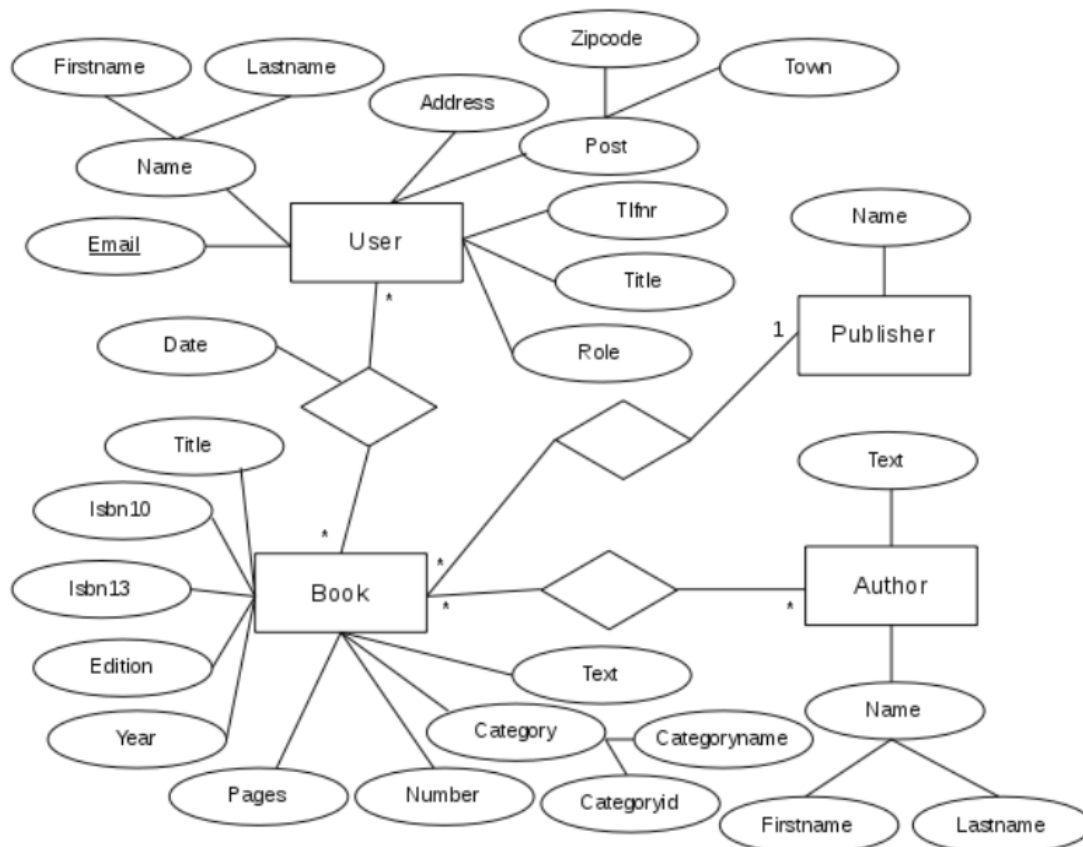 Zipcode
Firstname
Lastname
Town
Address
Post
Name
Tlfnr
Name
Email
User
Title
*
Publisher
1
Date
Role
Title
Text
Isbn10
*
*
Isbn13
Book
Author
*
*
Edition
Text
Name
Year
Category
Categoryname
Pages
Number
Categoryid
Firstname
Lastname